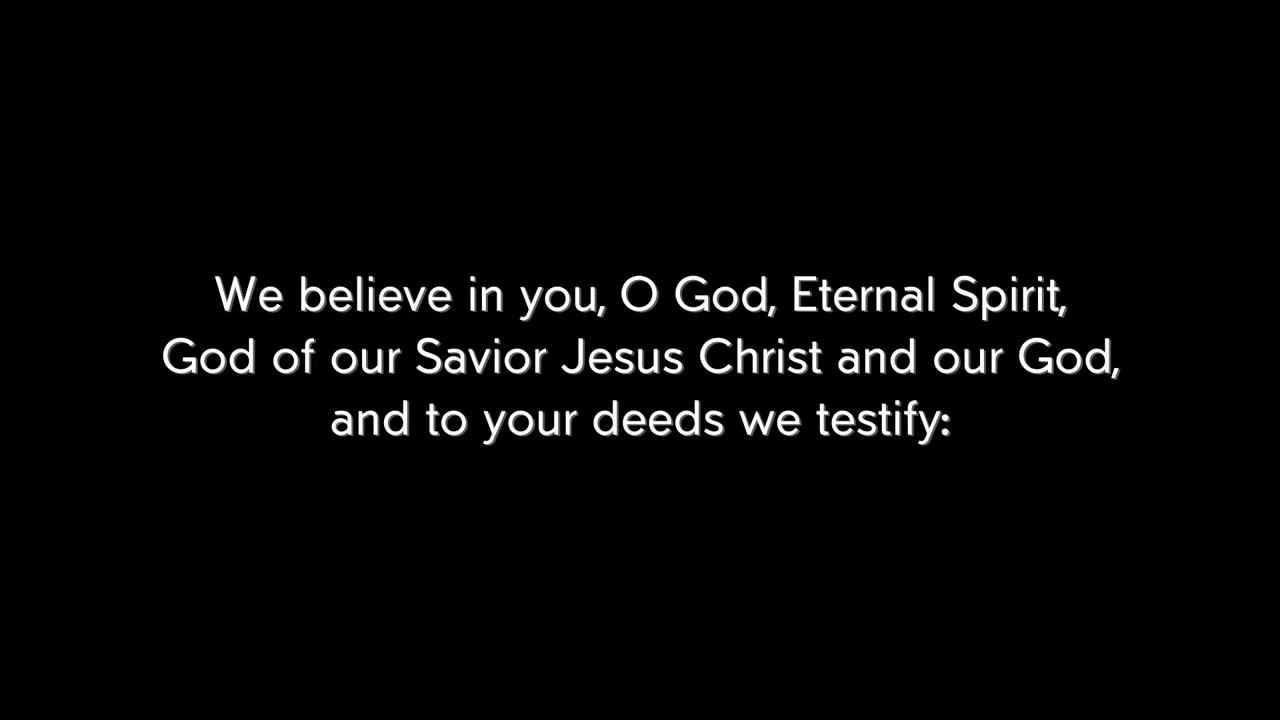 We believe in you, O God, Eternal Spirit,
God of our Savior Jesus Christ and our God,
and to your deeds we testify: